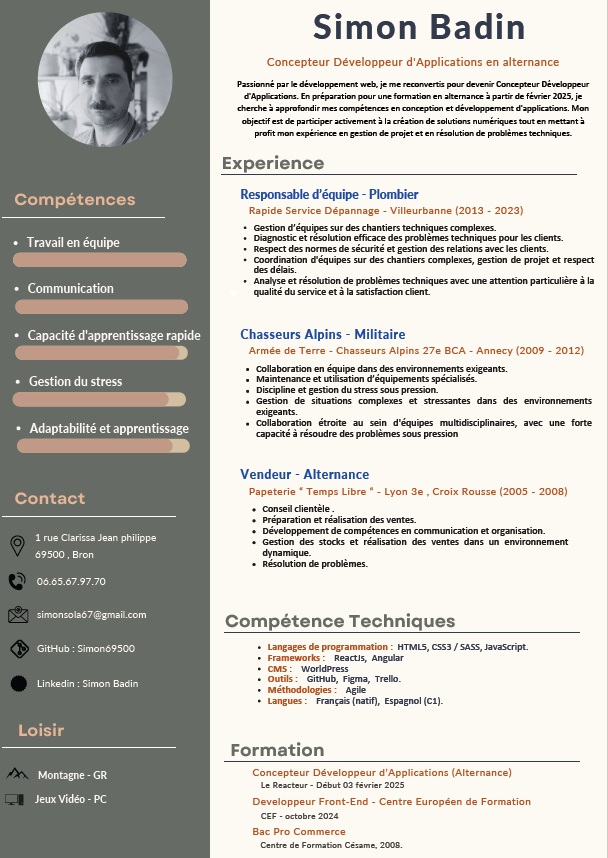 Simon Badin
Concepteur Développeur d'Applications en alternance
Passionné par le développement web, je me reconvertis pour devenir Concepteur Développeur
d'Applications. En préparation pour une formation en alternance à partir de février 2025, je
cherche à approfondir mes compétences en conception et développement d'applications. Mon
objectif est de participer activement à la création de solutions numériques tout en mettant à
profit mon expérience en gestion de projet et en résolution de problèmes techniques.
Compétences
• Travail en équipe
• Communication
• Capacité d'apprentissage rapide
• Gestion du stress
• Adaptabilité et apprentissage
Contact
1 rue Clarissa Jean philippe
69500 , Bron
06.65.67.97.70
simonsola67@gmail.com
GitHub : Simon69500
Linkedin : Simon Badin
Loisir
Montagne - GR
Jeux Vidéo - PC
Experience
Responsable d'équipe - Plombier
Rapide Service Dépannage - Villeurbanne (2013 - 2023)
• Gestion d'équipes sur des chantiers techniques complexes.
• Diagnostic et résolution efficace des problèmes techniques pour les clients.
• Respect des normes de sécurité et gestion des relations avec les clients.
• Coordination d'équipes sur des chantiers complexes, gestion de projet et respect
des délais.
• Analyse et résolution de problèmes techniques avec une attention particulière à la
qualité du service et à la satisfaction client.
Chasseurs Alpins - Militaire
Armée de Terre - Chasseurs Alpins 27e BCA - Annecy (2009 - 2012)
• Collaboration en équipe dans des environnements exigeants.
• Maintenance et utilisation d'équipements spécialisés.
• Discipline et gestion du stress sous pression.
• Gestion de situations complexes et stressantes dans des environnements
exigeants.
• Collaboration étroite au sein d'équipes multidisciplinaires, avec une forte
capacité à résoudre des problèmes sous pression
Vendeur - Alternance
Papeterie “ Temps Libre “ - Lyon 3e , Croix Rousse (2005 - 2008)
• Conseil clientèle .
• Préparation et réalisation des ventes.
• Développement de compétences en communication et organisation.
• Gestion des stocks et réalisation des ventes dans un environnement
dynamique.
• Résolution de problèmes.
Compétence Techniques
• Langages de programmation : HTML5, CSS3 / SASS, JavaScript.
• Frameworks : ReactJs, Angular
• CMS : WordPress
• Outils : GitHub, Figma, Trello.
• Méthodologies : Agile
• Langues : Français (natif), Espagnol (C1).
Formation
Concepteur Développeur d'Applications (Alternance)
Le Reacteur - Début 03 février 2025
Developpeur Front-End - Centre Européen de Formation
CEF - octobre 2024
Bac Pro Commerce
Centre de Formation Césame, 2008.